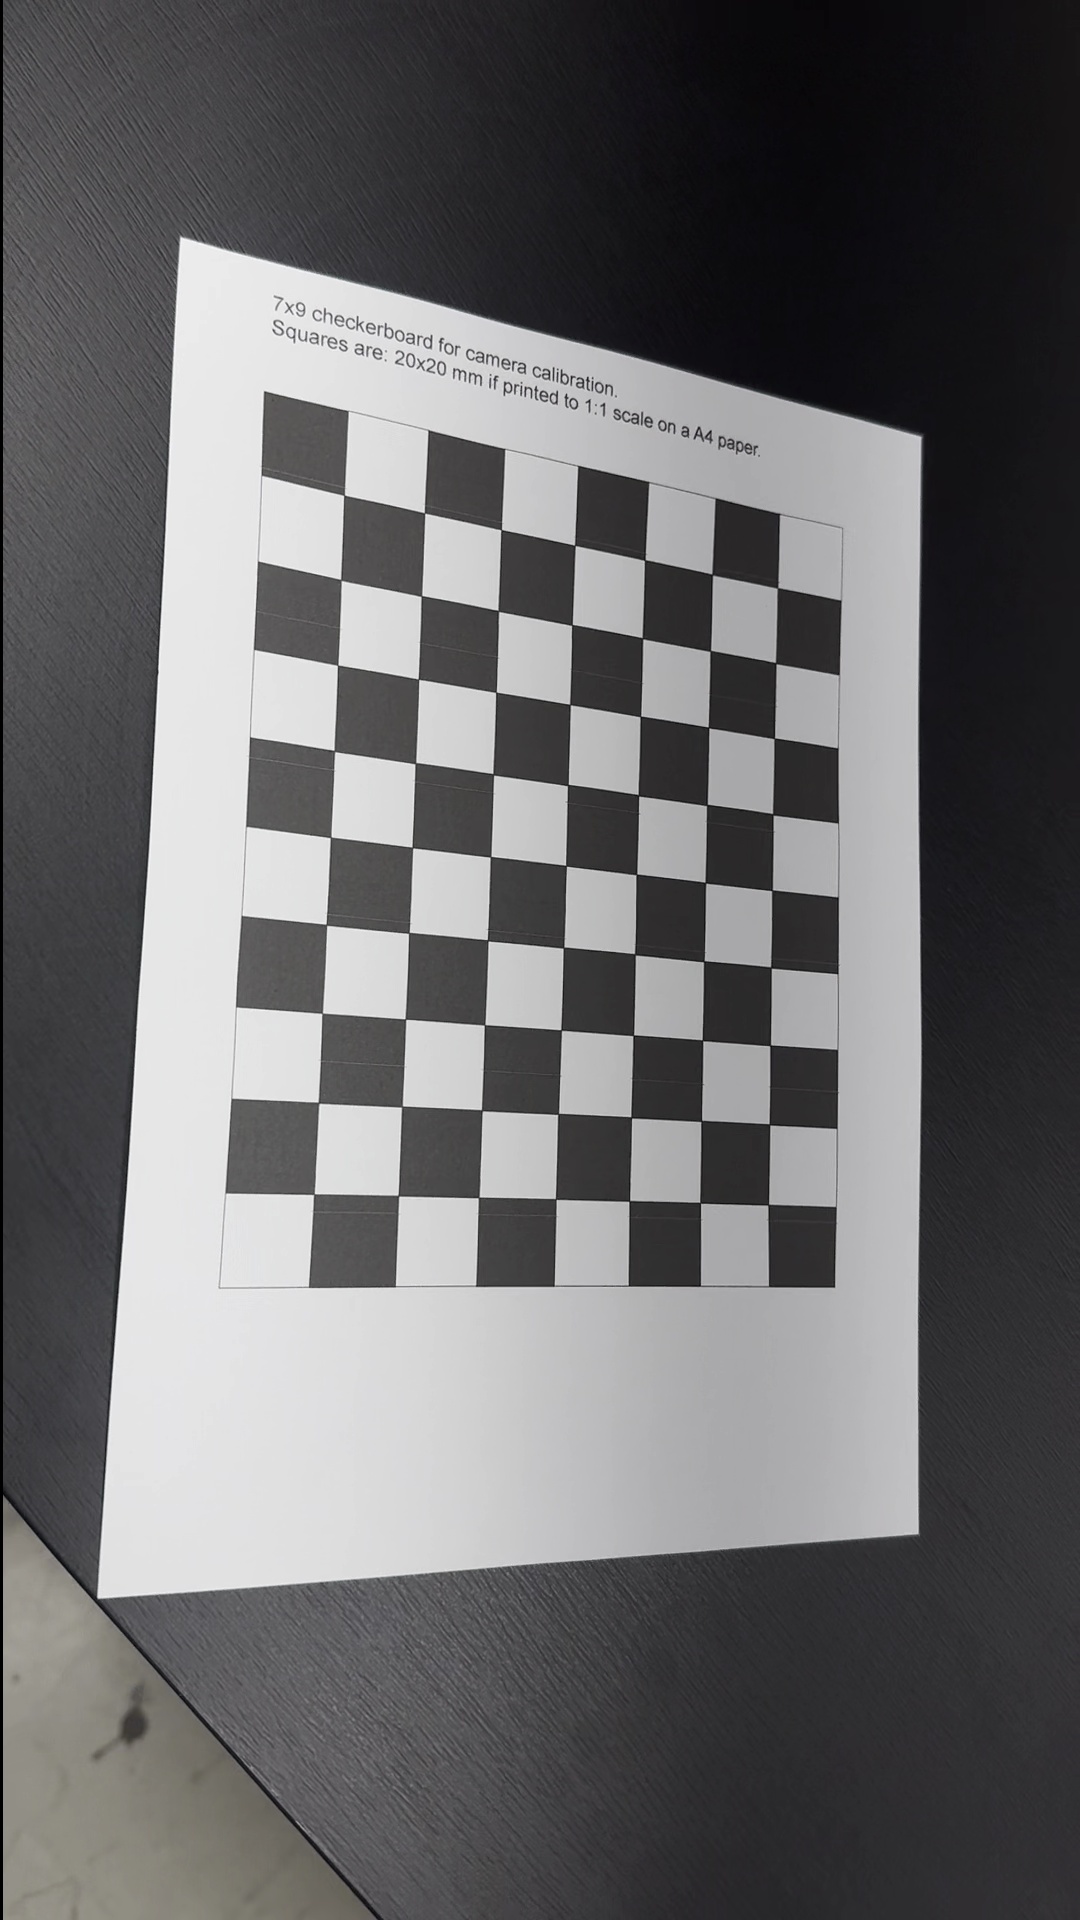 7x9 checkerboard for camera calibration.
Squares are: 20x20 mm if printed to 1:1 scale on a A4 paper.